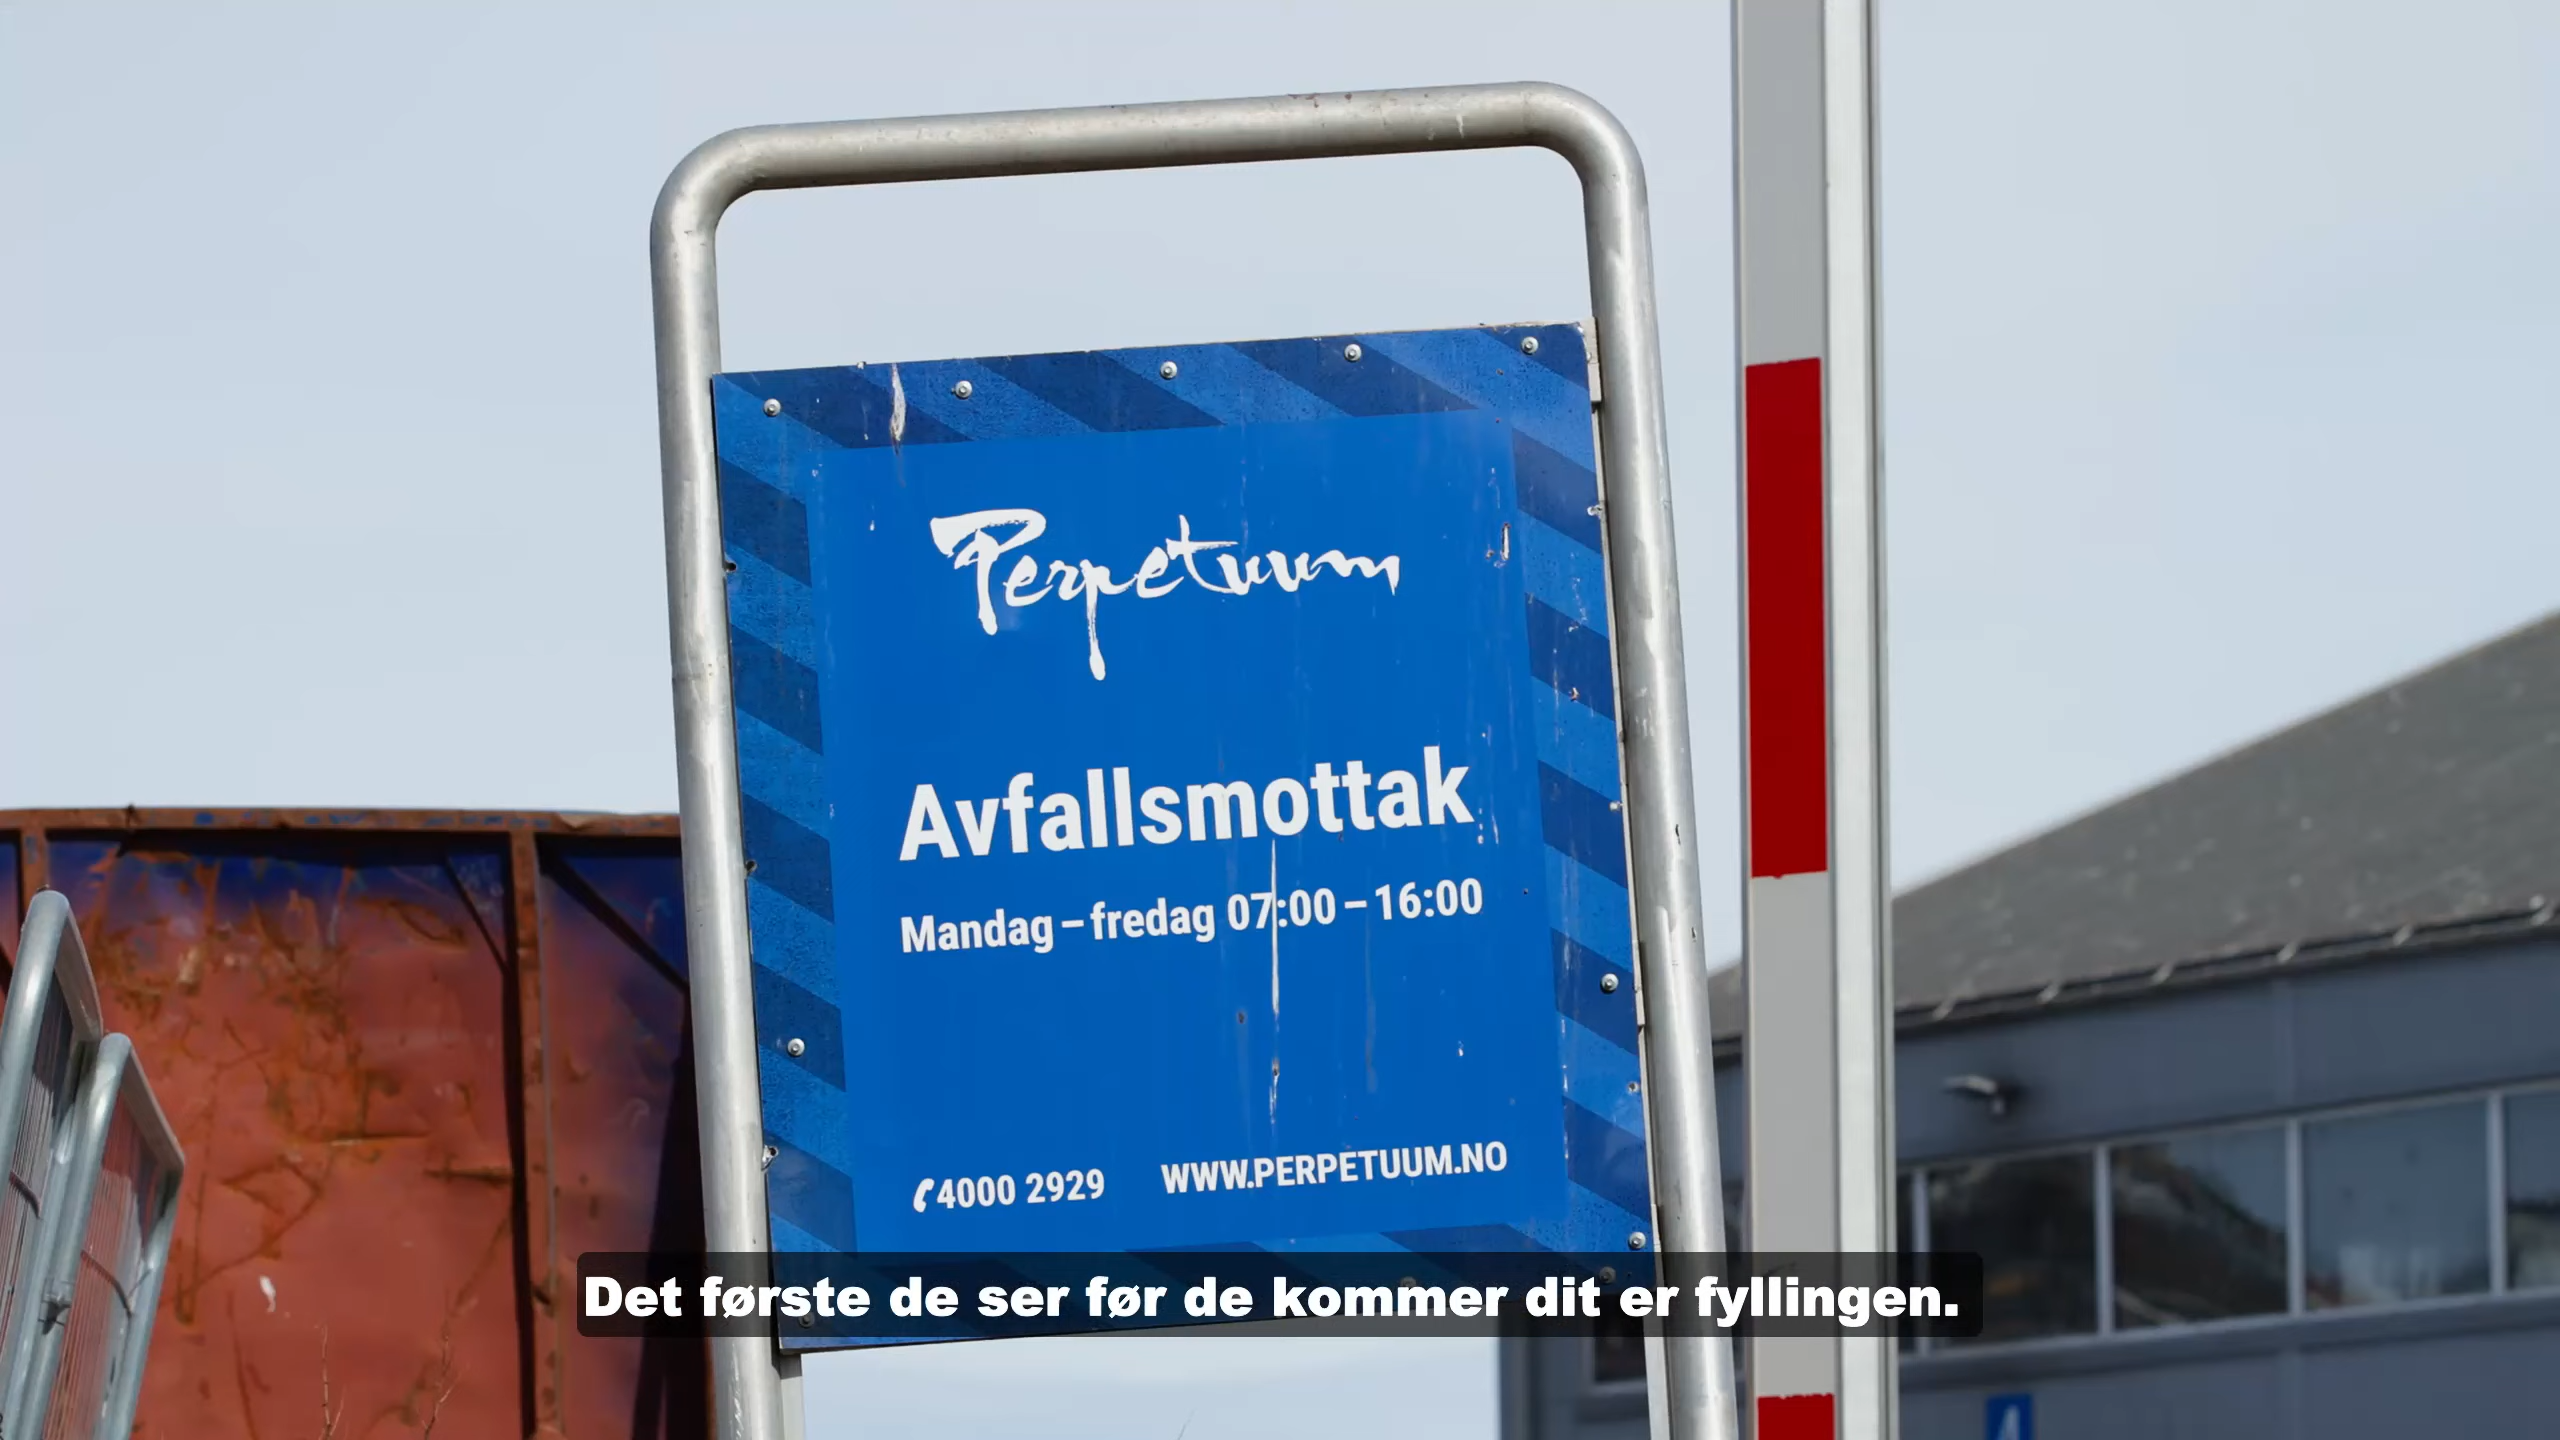 Perpetuum
Avfallsmottak
Mandag – fredag 07:00 – 16:00
4000 2929 WWW.PERPETUUM.NO
Det første de ser før de kommer dit er fyllingen.
4